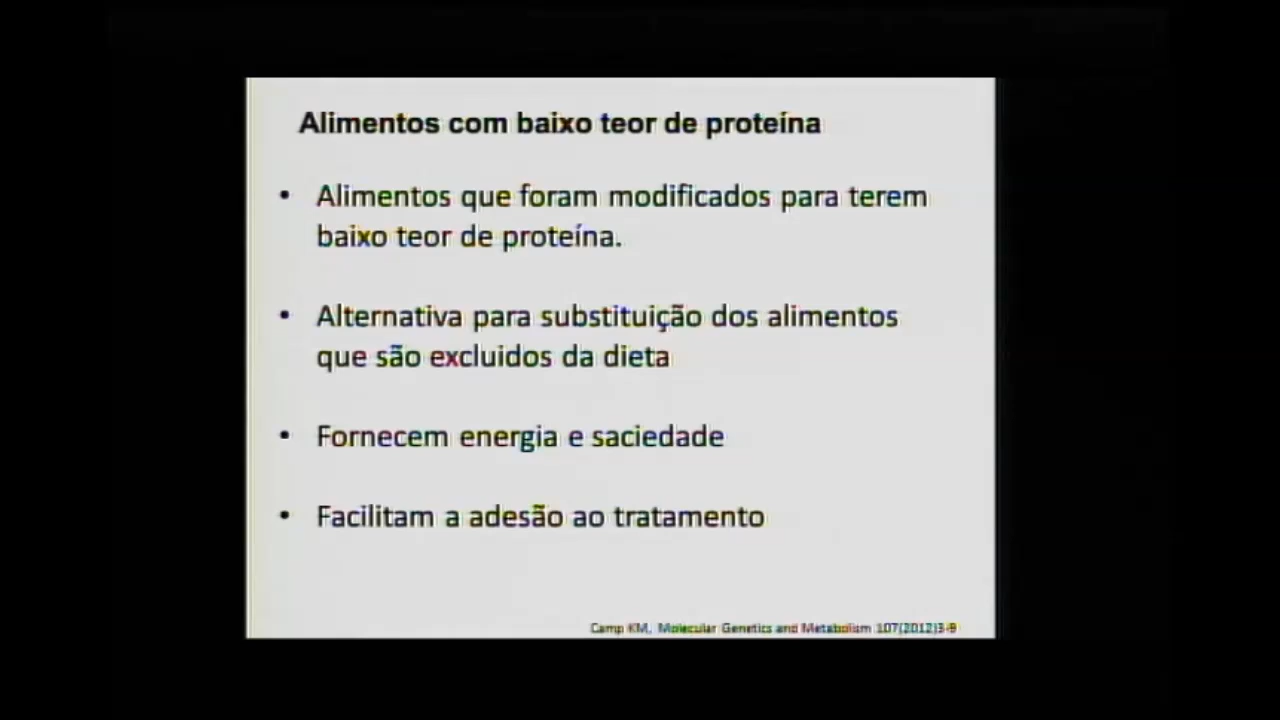 Alimentos com baixo teor de proteína
• Alimentos que foram modificados para terem
baixo teor de proteína.
• Alternativa para substituição dos alimentos
que são excluidos da dieta
• Fornecem energia e saciedade
• Facilitam a adesão ao tratamento
Camp KM, Molecular Genetics and Metabolism 107(2012)3-9